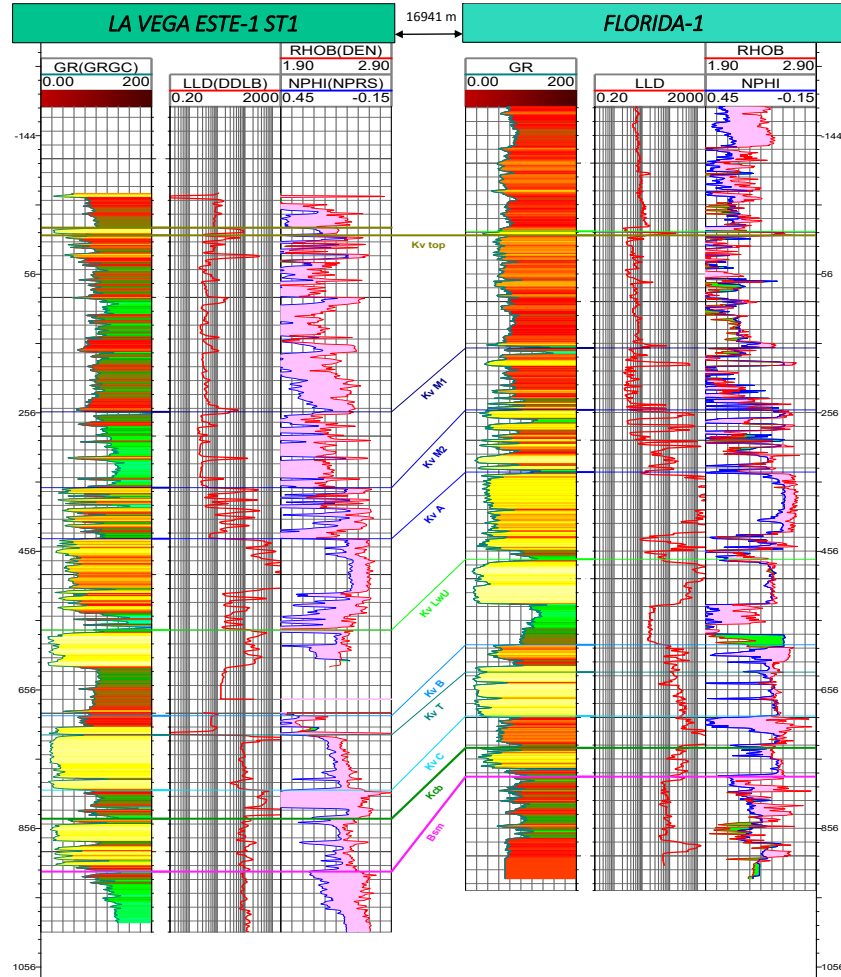 LA VEGA ESTE-1 ST1
16941 m
FLORIDA-1
RHOB(DEN)
1.90 2.90
GR(GRGC)
0.00 200
LLD(DDLB)
0.20 2000
NPHI(NPRS)
0.45 -0.15
RHOB
1.90 2.90
GR
0.00 200
LLD
0.20 2000
NPHI
0.45 -0.15
-144
-144
Kv top
56
56
Kv M1
256
256
Kv M2
Kv A
456
456
Kv LwU
656
656
Kv B
Kv T
Kv C
Kcb
856
856
Bsm
1056
1056